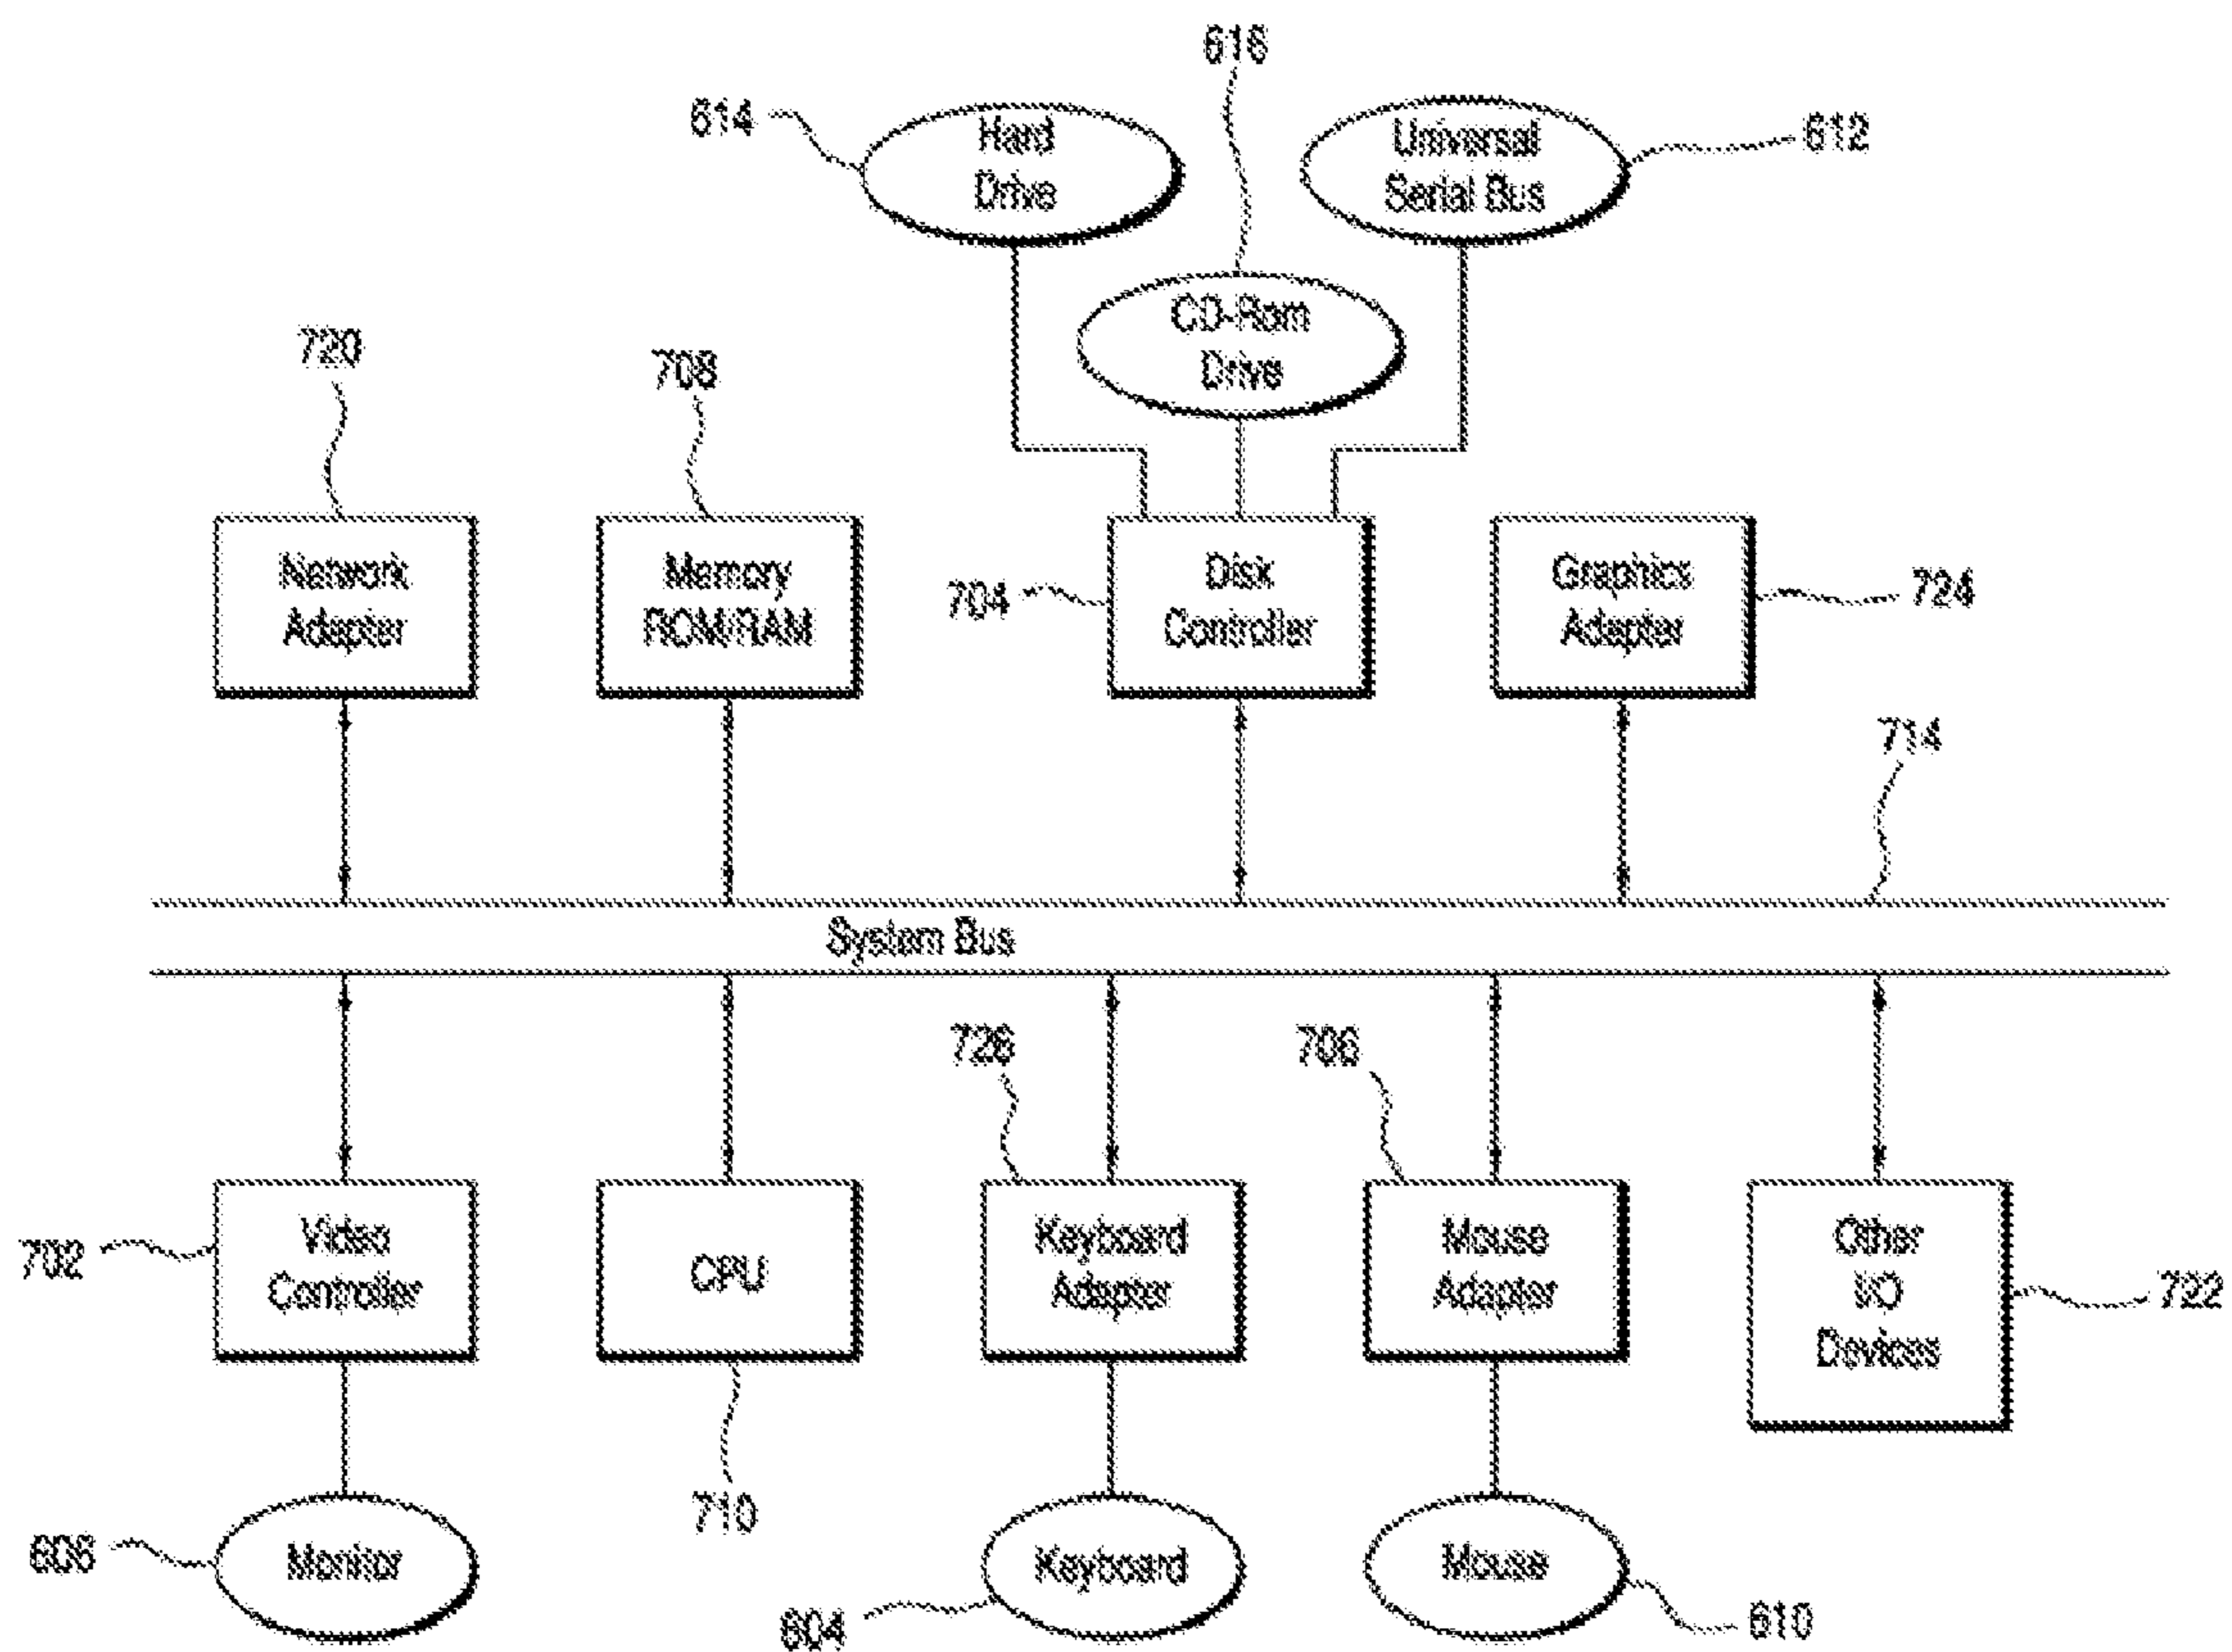 616
614
Hard
Drive
Universal
Serial Bus
612
CD-Rom
Drive
720
708
Network
Adapter
Memory
ROM/RAM
704
Disk
Controller
Graphics
Adapter
724
714
System Bus
726
706
702
Video
Controller
CPU
Keyboard
Adapter
Mouse
Adapter
Other
I/O
Devices
722
710
606
Monitor
Keyboard
604
Mouse
610